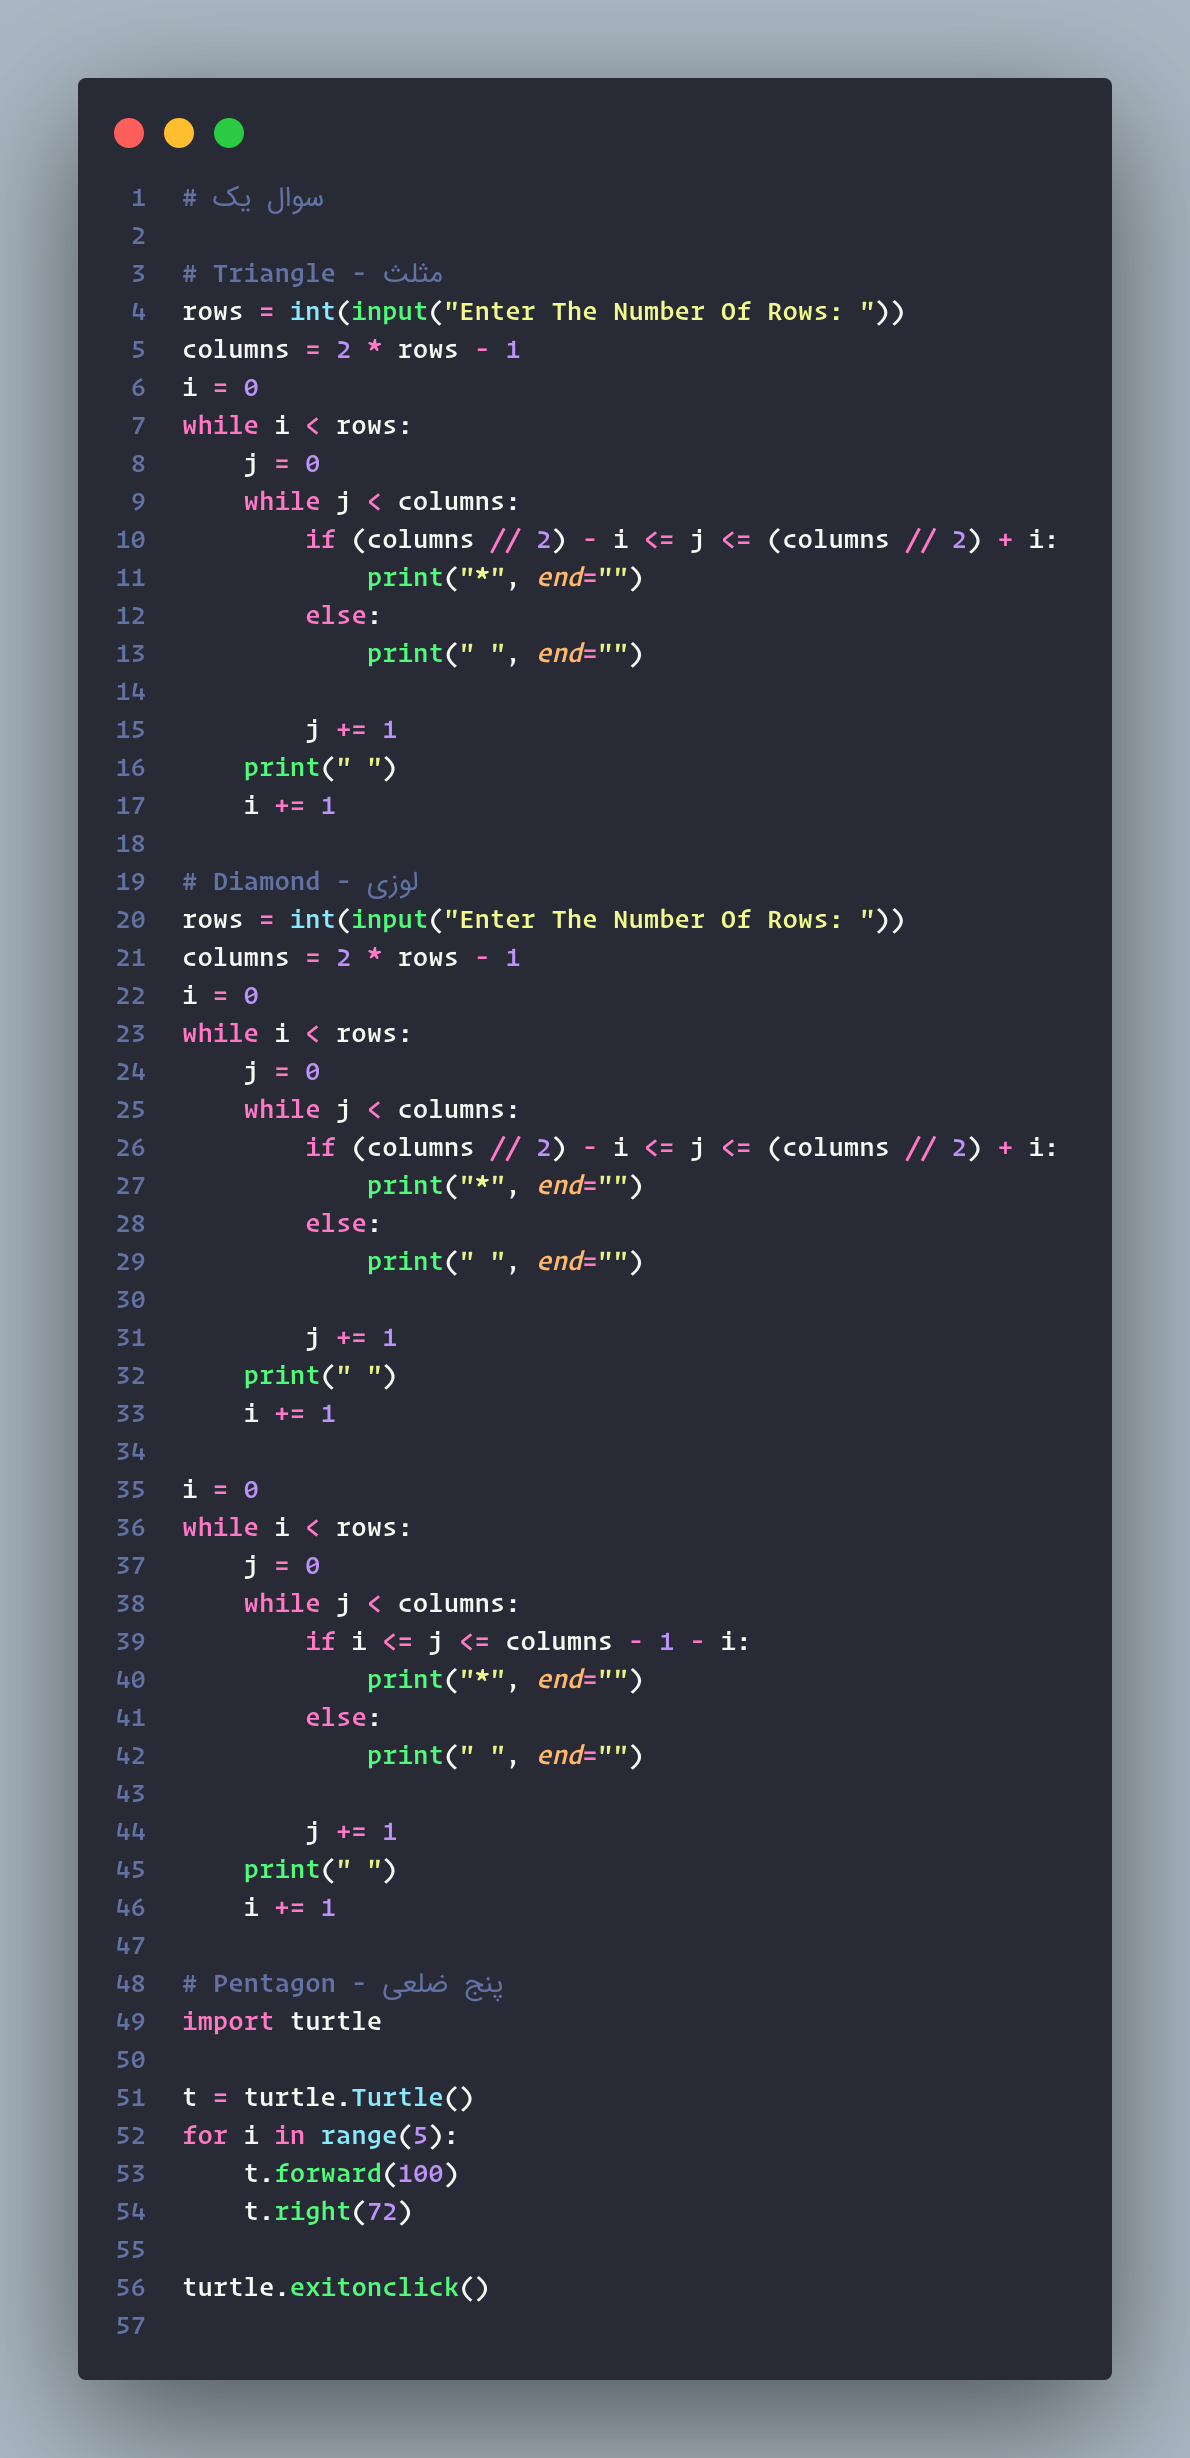 1 # سوال یک
2
3 # Triangle - مثلث
4 rows = int(input("Enter The Number Of Rows: "))
5 columns = 2 * rows - 1
6 i = 0
7 while i < rows:
8     j = 0
9     while j < columns:
10         if (columns // 2) - i <= j <= (columns // 2) + i:
11             print("*", end="")
12         else:
13             print(" ", end="")
14
15         j += 1
16     print(" ")
17     i += 1
18
19 # Diamond - لوزی
20 rows = int(input("Enter The Number Of Rows: "))
21 columns = 2 * rows - 1
22 i = 0
23 while i < rows:
24     j = 0
25     while j < columns:
26         if (columns // 2) - i <= j <= (columns // 2) + i:
27             print("*", end="")
28         else:
29             print(" ", end="")
30
31         j += 1
32     print(" ")
33     i += 1
34
35 i = 0
36 while i < rows:
37     j = 0
38     while j < columns:
39         if i <= j <= columns - 1 - i:
40             print("*", end="")
41         else:
42             print(" ", end="")
43
44         j += 1
45     print(" ")
46     i += 1
47
48 # Pentagon - پنج ضلعی
49 import turtle
50
51 t = turtle.Turtle()
52 for i in range(5):
53     t.forward(100)
54     t.right(72)
55
56 turtle.exitonclick()
57